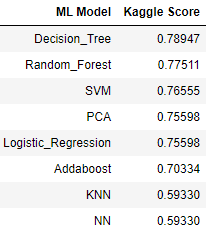 ML Model Kaggle Score
Decision_Tree 0.78947
Random_Forest 0.77511
SVM 0.76555
PCA 0.75598
Logistic_Regression 0.75598
Addaboost 0.70334
KNN 0.59330
NN 0.59330